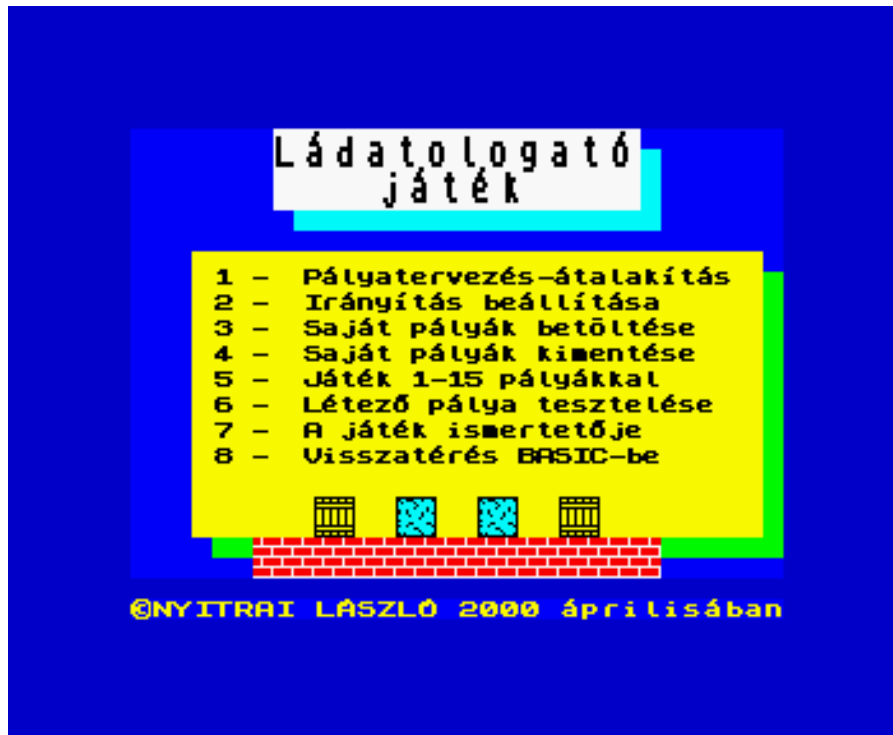 Ládatologató
játék
1 - Pályatervezés-átalakítás
2 - Irányítás beállítása
3 - Saját pályák betöltése
4 - Saját pályák kimentése
5 - Játék 1-15 pályákkal
6 - Létező pálya tesztelése
7 - A játék ismertetője
8 - Visszatérés BASIC-be
©NYITRAI LÁSZLÓ 2000 áprilisában